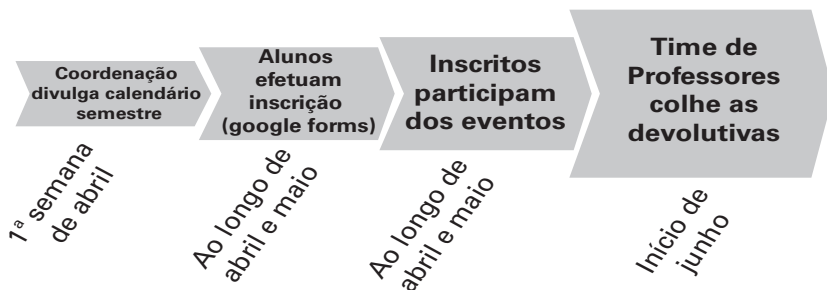 Coordenação
divulga calendário
semestre
Alunos
efetuam
inscrição
(google forms)
Inscritos
participam
dos eventos
Time de
Professores
colhe as
devolutivas
1ª semana
de abril
Ao longo de
abril e maio
Ao longo de
abril e maio
Início de
junho